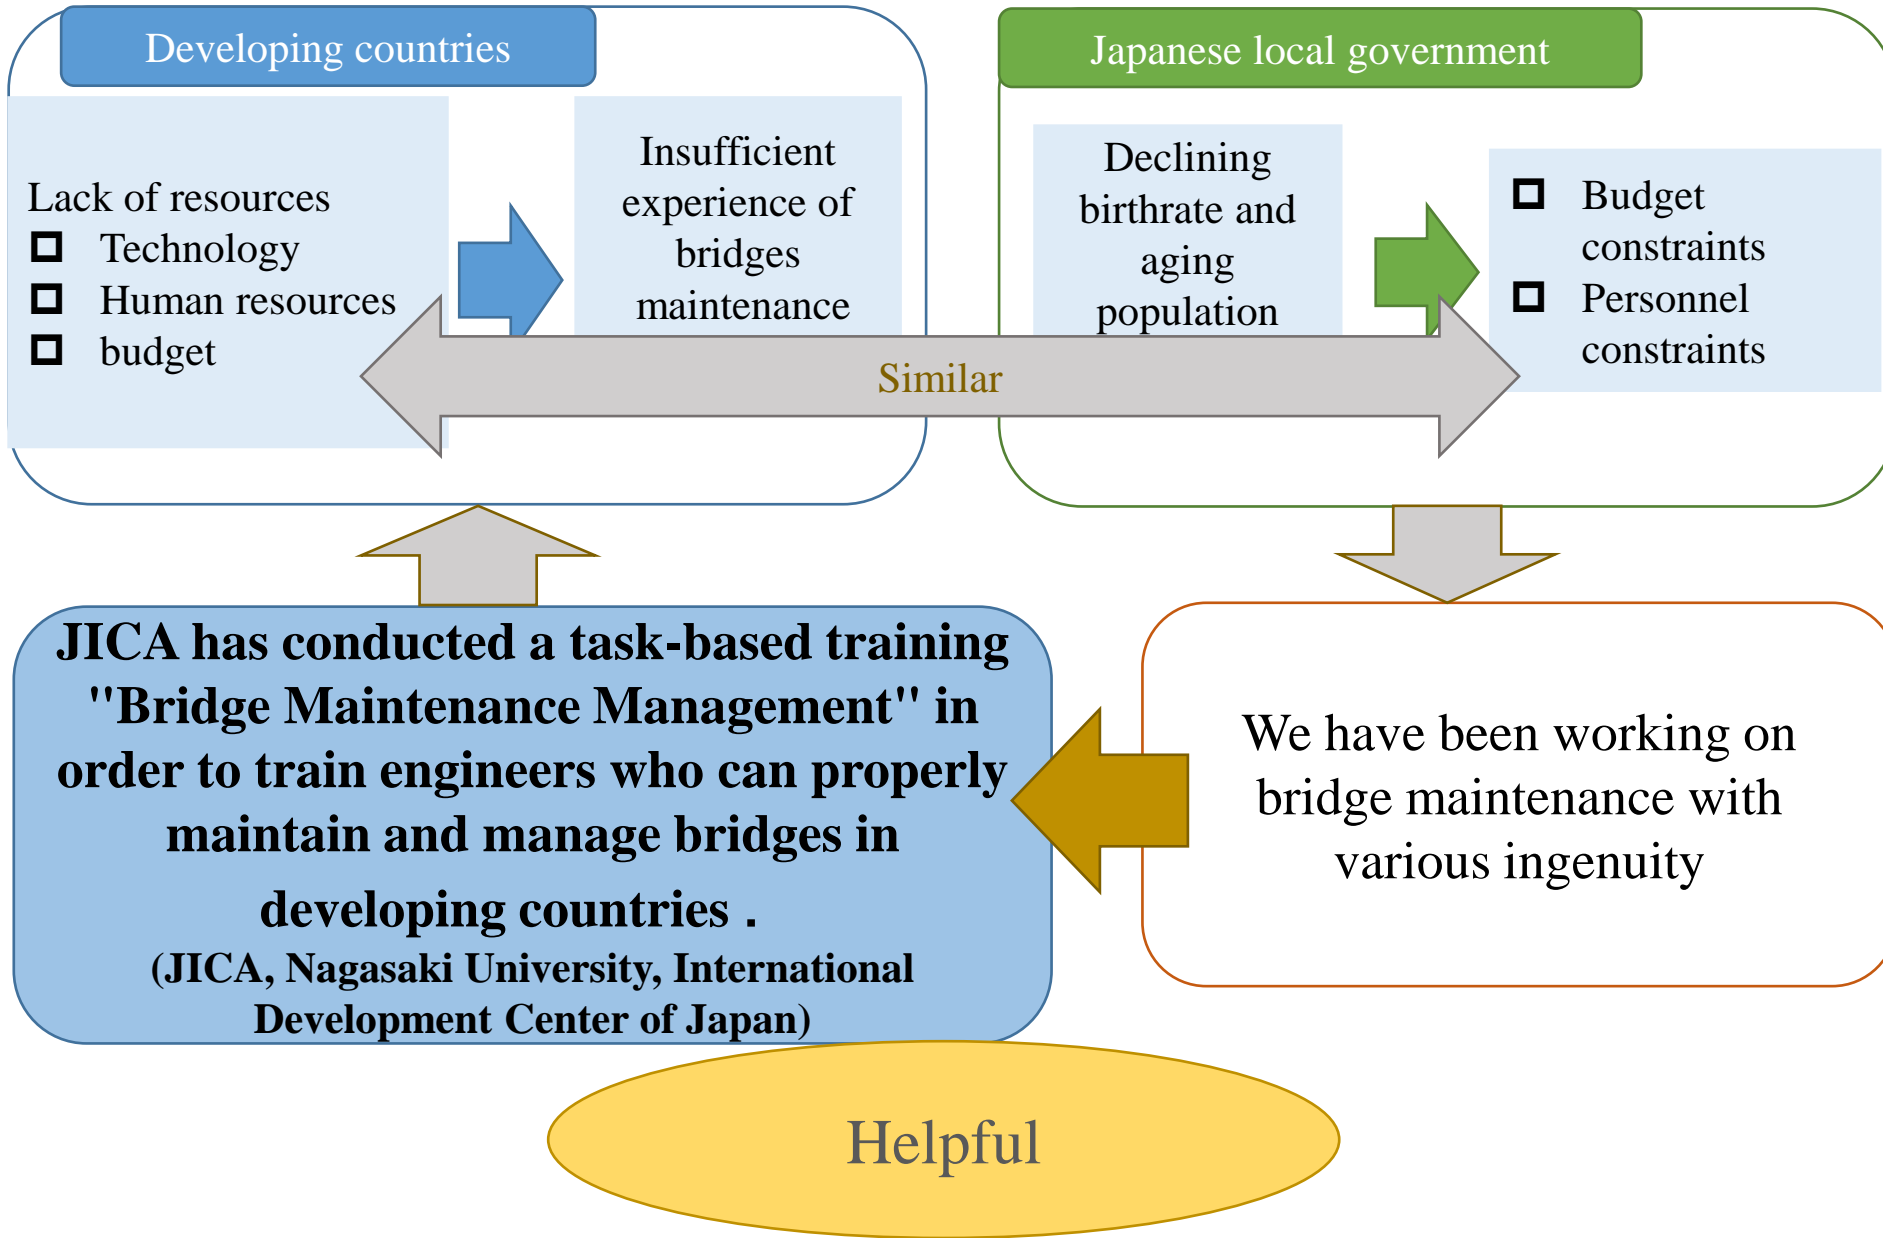 Developing countries
Lack of resources
Technology
Human resources
budget
Insufficient
experience of
bridges
maintenance
Japanese local government
Declining
birthrate and
aging
population
Budget
constraints
Personnel
constraints
Similar
JICA has conducted a task-based training
"Bridge Maintenance Management" in
order to train engineers who can properly
maintain and manage bridges in
developing countries .
(JICA, Nagasaki University, International
Development Center of Japan)
We have been working on
bridge maintenance with
various ingenuity
Helpful